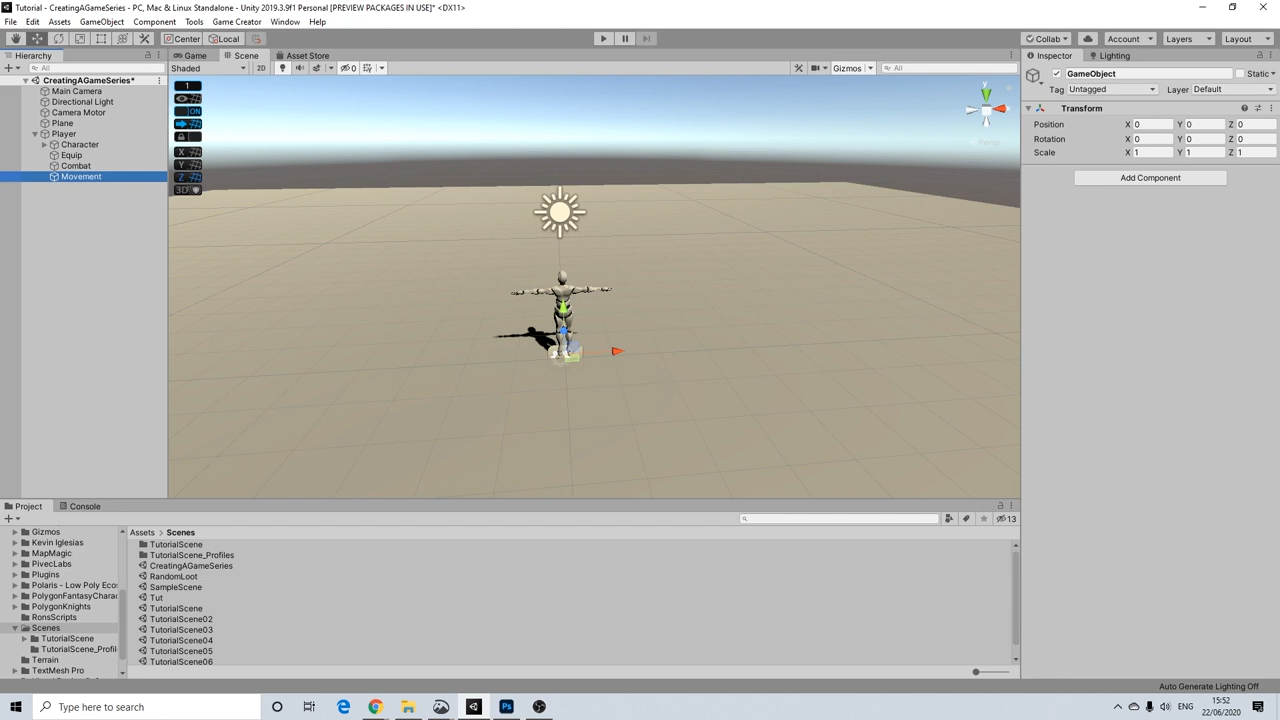 Tutorial - CreatingAGameSeries - PC, Mac & Linux Standalone - Unity 2019.3.9f1 Personal [PREVIEW PACKAGES IN USE]* <DX11>
File Edit Assets GameObject Component Tools Game Creator Window Help
Center Local Collab Account Layers Layout
Hierarchy Game Scene Asset Store Inspector Lighting
All Shaded 2D 0 Gizmos All GameObject Static
CreatingAGameSeries* 1 y
Main Camera Tag Untagged Layer Default
Directional Light
Camera Motor ON Transform
Plane Position X 0 Y 0 Z 0
Player Rotation X 0 Y 0 Z 0
Character X Persp Scale X 1 Y 1 Z 1
Equip
Combat Y
Movement Z Add Component
3D
Project Console
13
Gizmos Assets > Scenes
Kevin Iglesias TutorialScene
MapMagic TutorialScene_Profiles
PivecLabs CreatingAGameSeries
Plugins RandomLoot
Polaris - Low Poly Eco SampleScene
PolygonFantasyChara Tut
PolygonKnights TutorialScene
RonsScripts TutorialScene02
Scenes TutorialScene03
TutorialScene TutorialScene04
TutorialScene_Profil TutorialScene05
Terrain TutorialScene06
TextMesh Pro
Auto Generate Lighting Off
Type here to search Ps ENG 15:52
22/06/2020